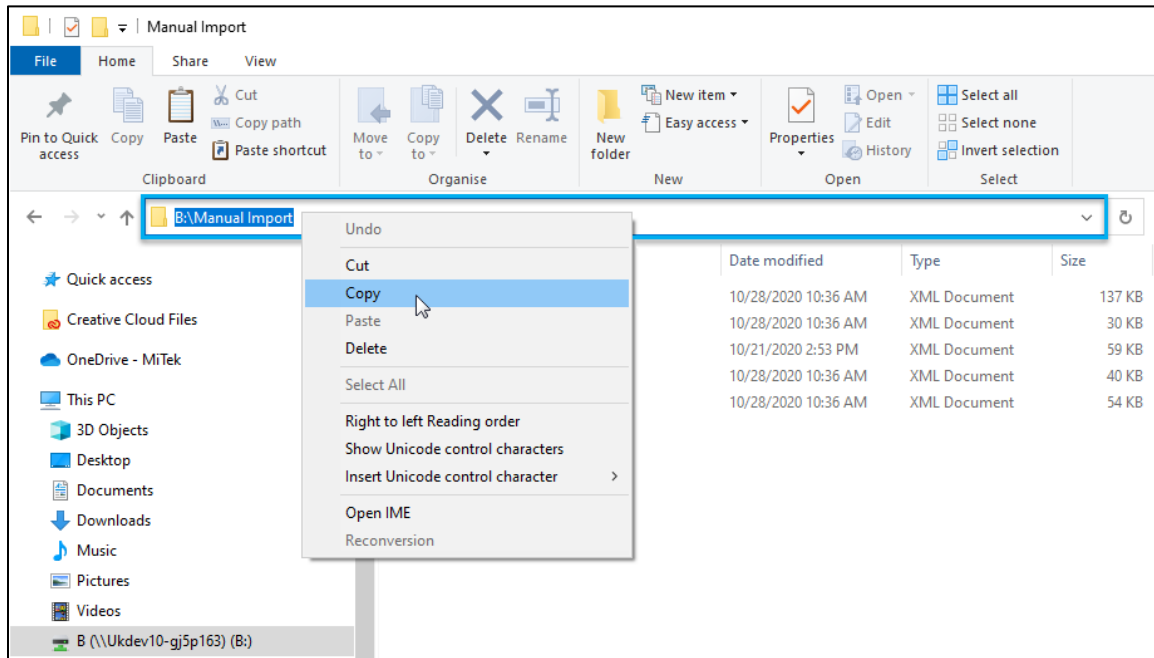 Manual Import
File Home Share View
Pin to Quick access
Copy
Paste
Cut
Copy path
Paste shortcut
Move to
Copy to
Delete
Rename
New folder
New item
Easy access
Properties
Open
Edit
History
Select all
Select none
Invert selection
Clipboard Organise New Open Select
B:\Manual Import
Date modified Type Size
10/28/2020 10:36 AM XML Document 137 KB
10/28/2020 10:36 AM XML Document 30 KB
10/21/2020 2:53 PM XML Document 59 KB
10/28/2020 10:36 AM XML Document 40 KB
10/28/2020 10:36 AM XML Document 54 KB
Undo
Cut
Copy
Paste
Delete
Select All
Right to left Reading order
Show Unicode control characters
Insert Unicode control character
Open IME
Reconversion
Quick access
Creative Cloud Files
OneDrive - MiTek
This PC
3D Objects
Desktop
Documents
Downloads
Music
Pictures
Videos
B (\\Ukdev10-gj5p163) (B:)